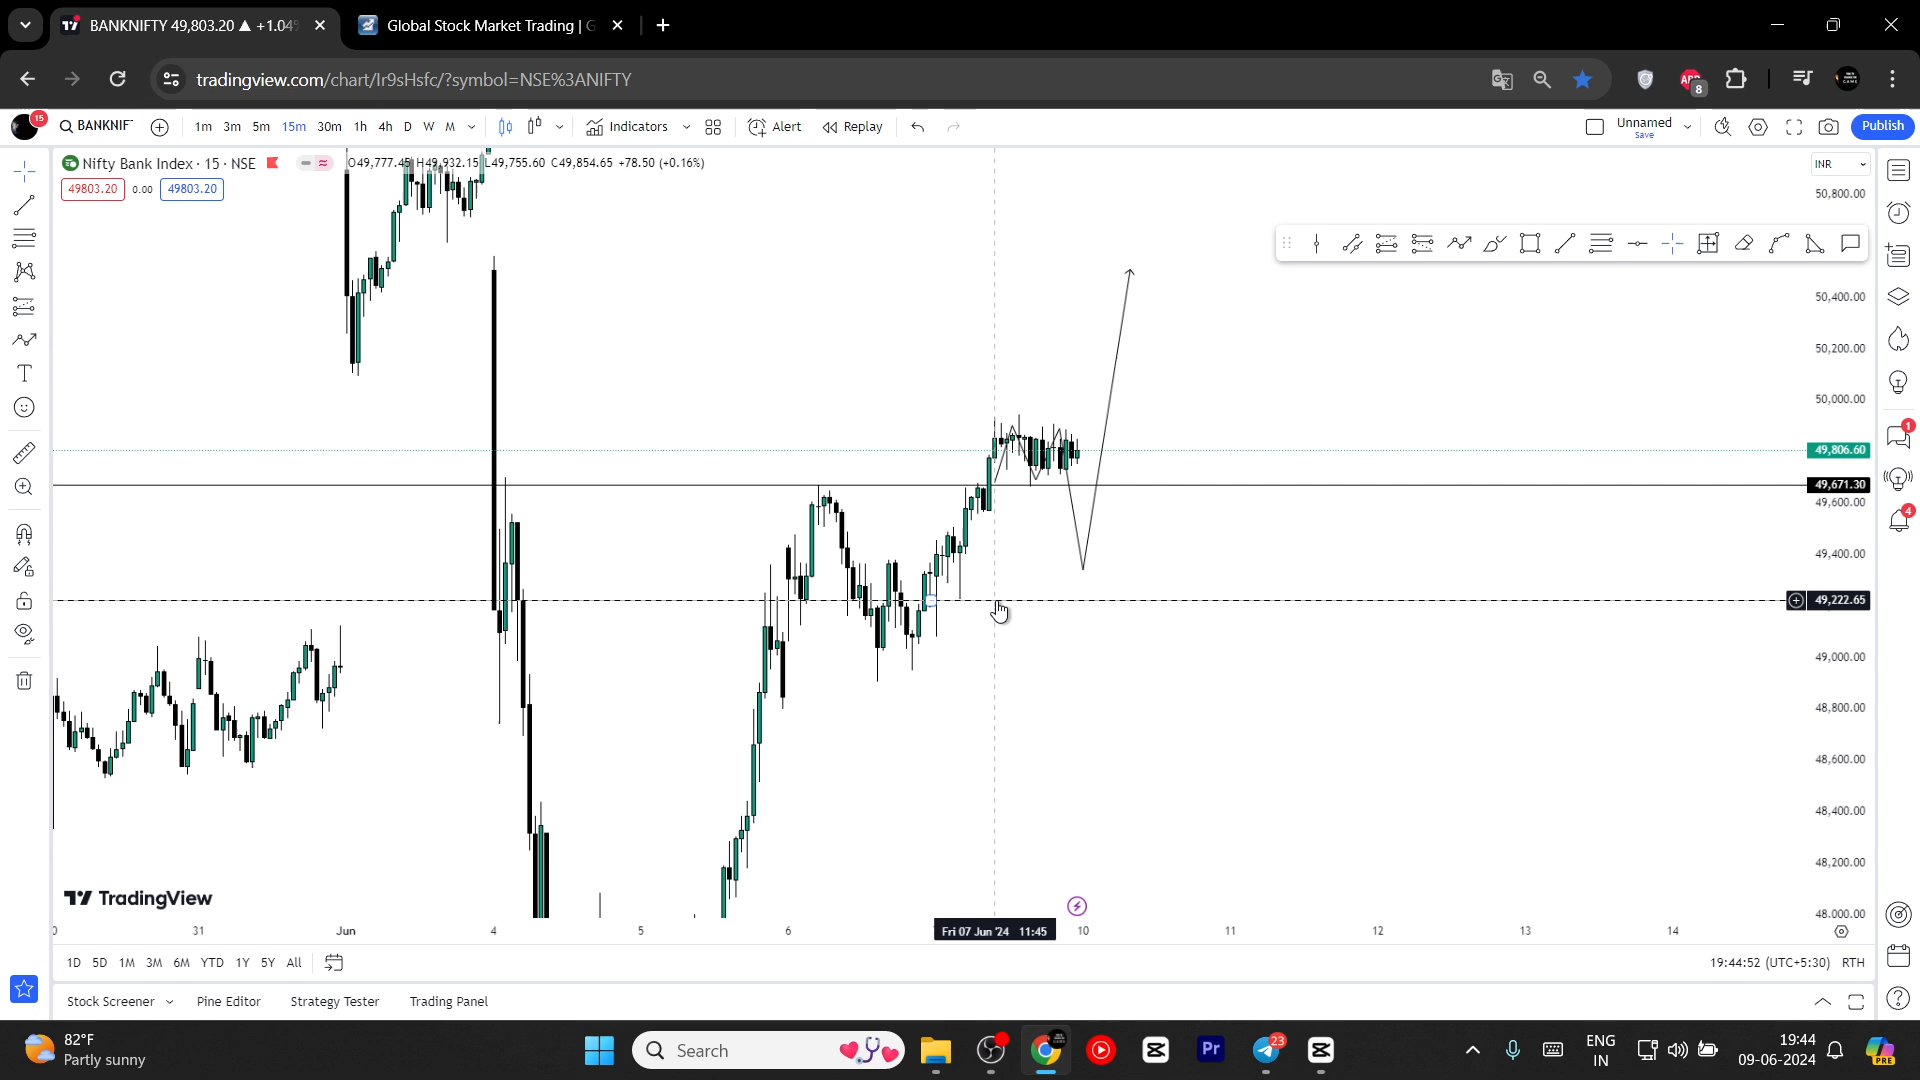 BANKNIFTY 49,803.20 ▲ +1.04%
Global Stock Market Trading | G
tradingview.com/chart/Ir9sHsfc/?symbol=NSE%3ANIFTY
8
15
BANKNIF
1m 3m 5m 15m 30m 1h 4h D W M
Indicators
Alert
Replay
Unnamed
Save
Publish
Nifty Bank Index · 15 · NSE
O49,777.45 H49,932.15 L49,755.60 C49,854.65 +78.50 (+0.16%)
49803.20 0.00 49803.20
INR
50,800.00
50,400.00
50,200.00
50,000.00
49,806.60
49,671.30
49,600.00
49,400.00
49,222.65
49,000.00
48,800.00
48,600.00
48,400.00
48,200.00
48,000.00
1
4
TradingView
31 Jun 4 5 6 Fri 07 Jun '24 11:45 10 11 12 13 14
1D 5D 1M 3M 6M YTD 1Y 5Y All
19:44:52 (UTC+5:30) RTH
Stock Screener Pine Editor Strategy Tester Trading Panel
82°F
Partly sunny
Search
Pr
23
ENG
IN
19:44
09-06-2024
PRE